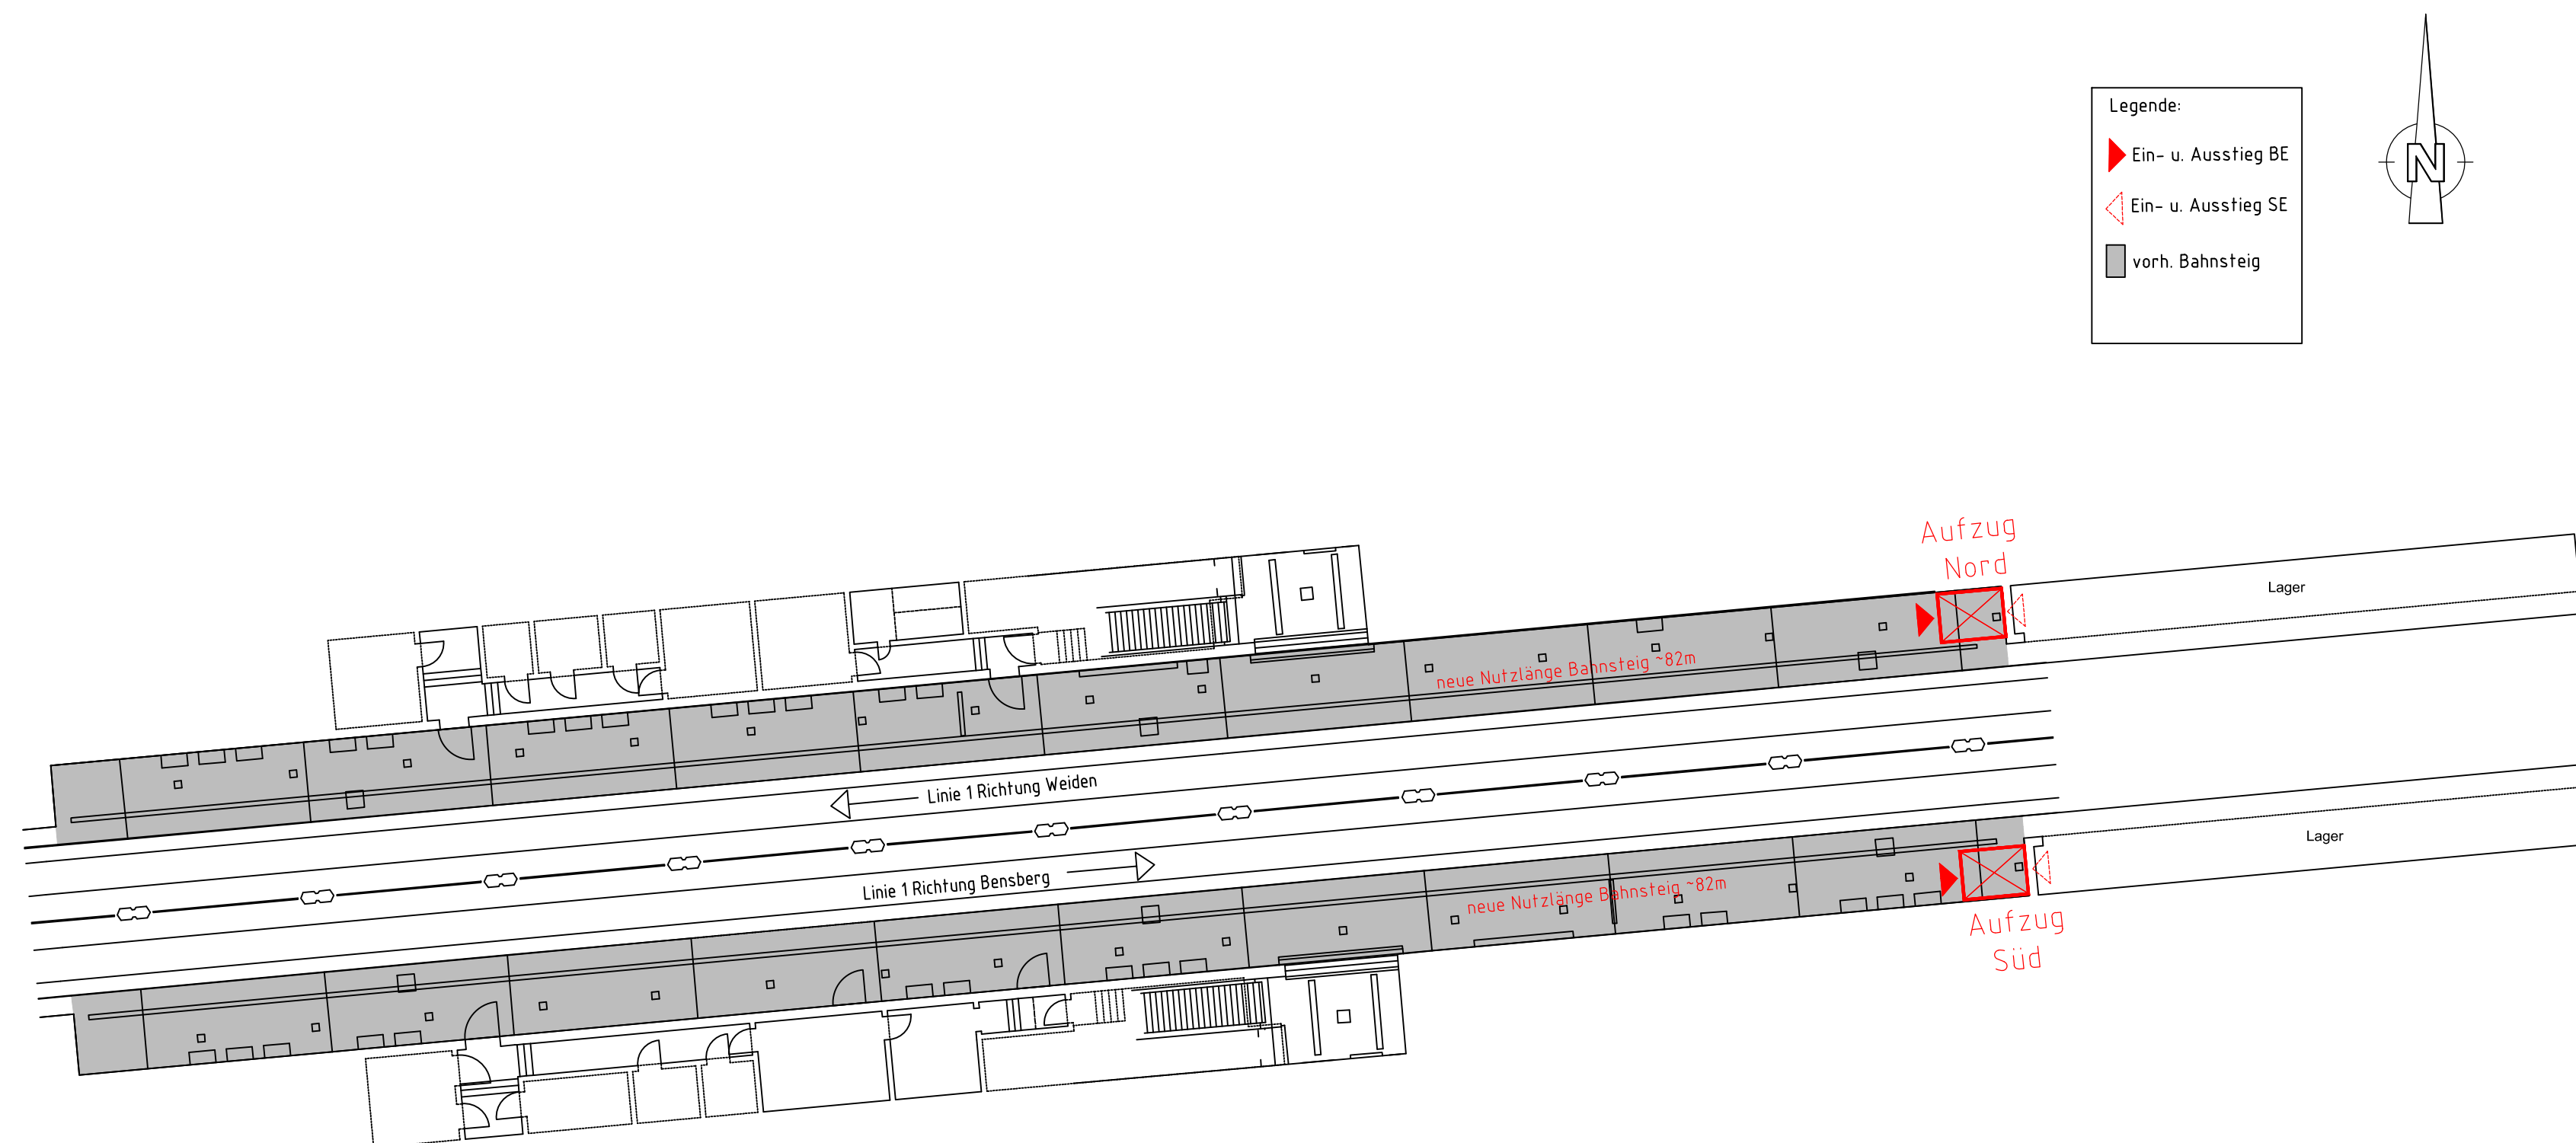 Legende:
Ein- u. Ausstieg BE
Ein- u. Ausstieg SE
vorh. Bahnsteig
N
Aufzug
Nord
Lager
neue Nutzlänge Bahnsteig ~82m
Linie 1 Richtung Weiden
Linie 1 Richtung Bensberg
neue Nutzlänge Bahnsteig ~82m
Lager
Aufzug
Süd